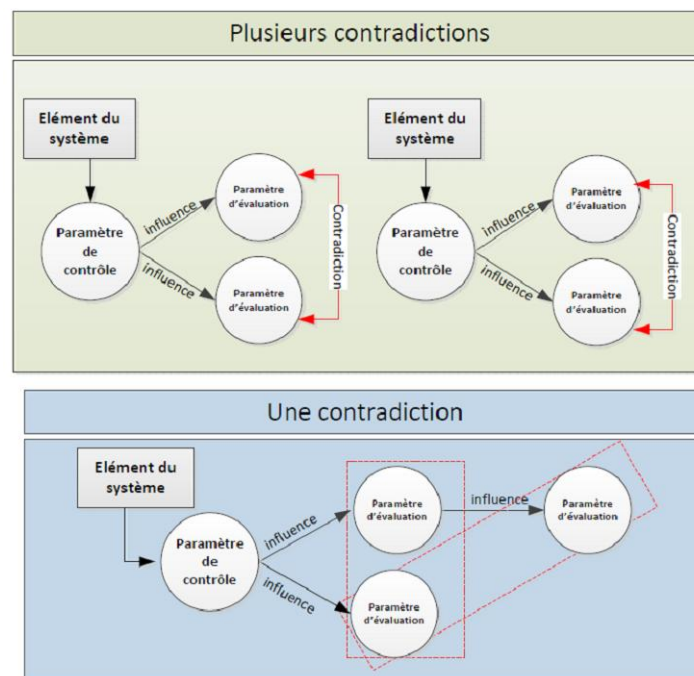 Plusieurs contradictions
Elément du
système
Paramètre
de
contrôle
influence
influence
Paramètre
d'évaluation
Paramètre
d'évaluation
Contradiction
Elément du
système
Paramètre
de
contrôle
influence
influence
Paramètre
d'évaluation
Paramètre
d'évaluation
Contradiction
Une contradiction
Elément du
système
Paramètre
de
contrôle
influence
influence
Paramètre
d'évaluation
influence
Paramètre
d'évaluation
Paramètre
d'évaluation